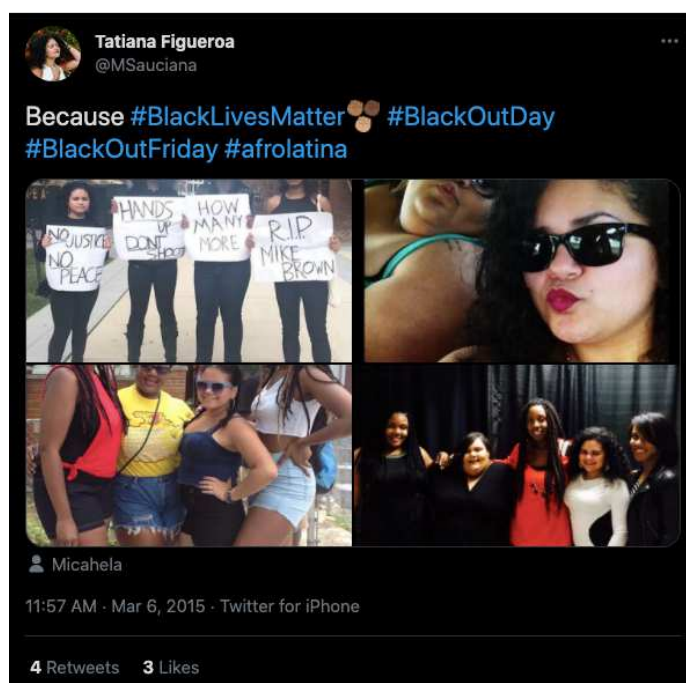 Tatiana Figueroa
@MSauciana
Because #BlackLivesMatter #BlackOutDay
#BlackOutFriday #afrolatina
NO JUSTICE
NO
PEACE
HANDS
UP
DONT
SHOOT
HOW
MANY
MORE
R.I.P
MIKE
BROWN
Micahela
11:57 AM · Mar 6, 2015 · Twitter for iPhone
4 Retweets 3 Likes